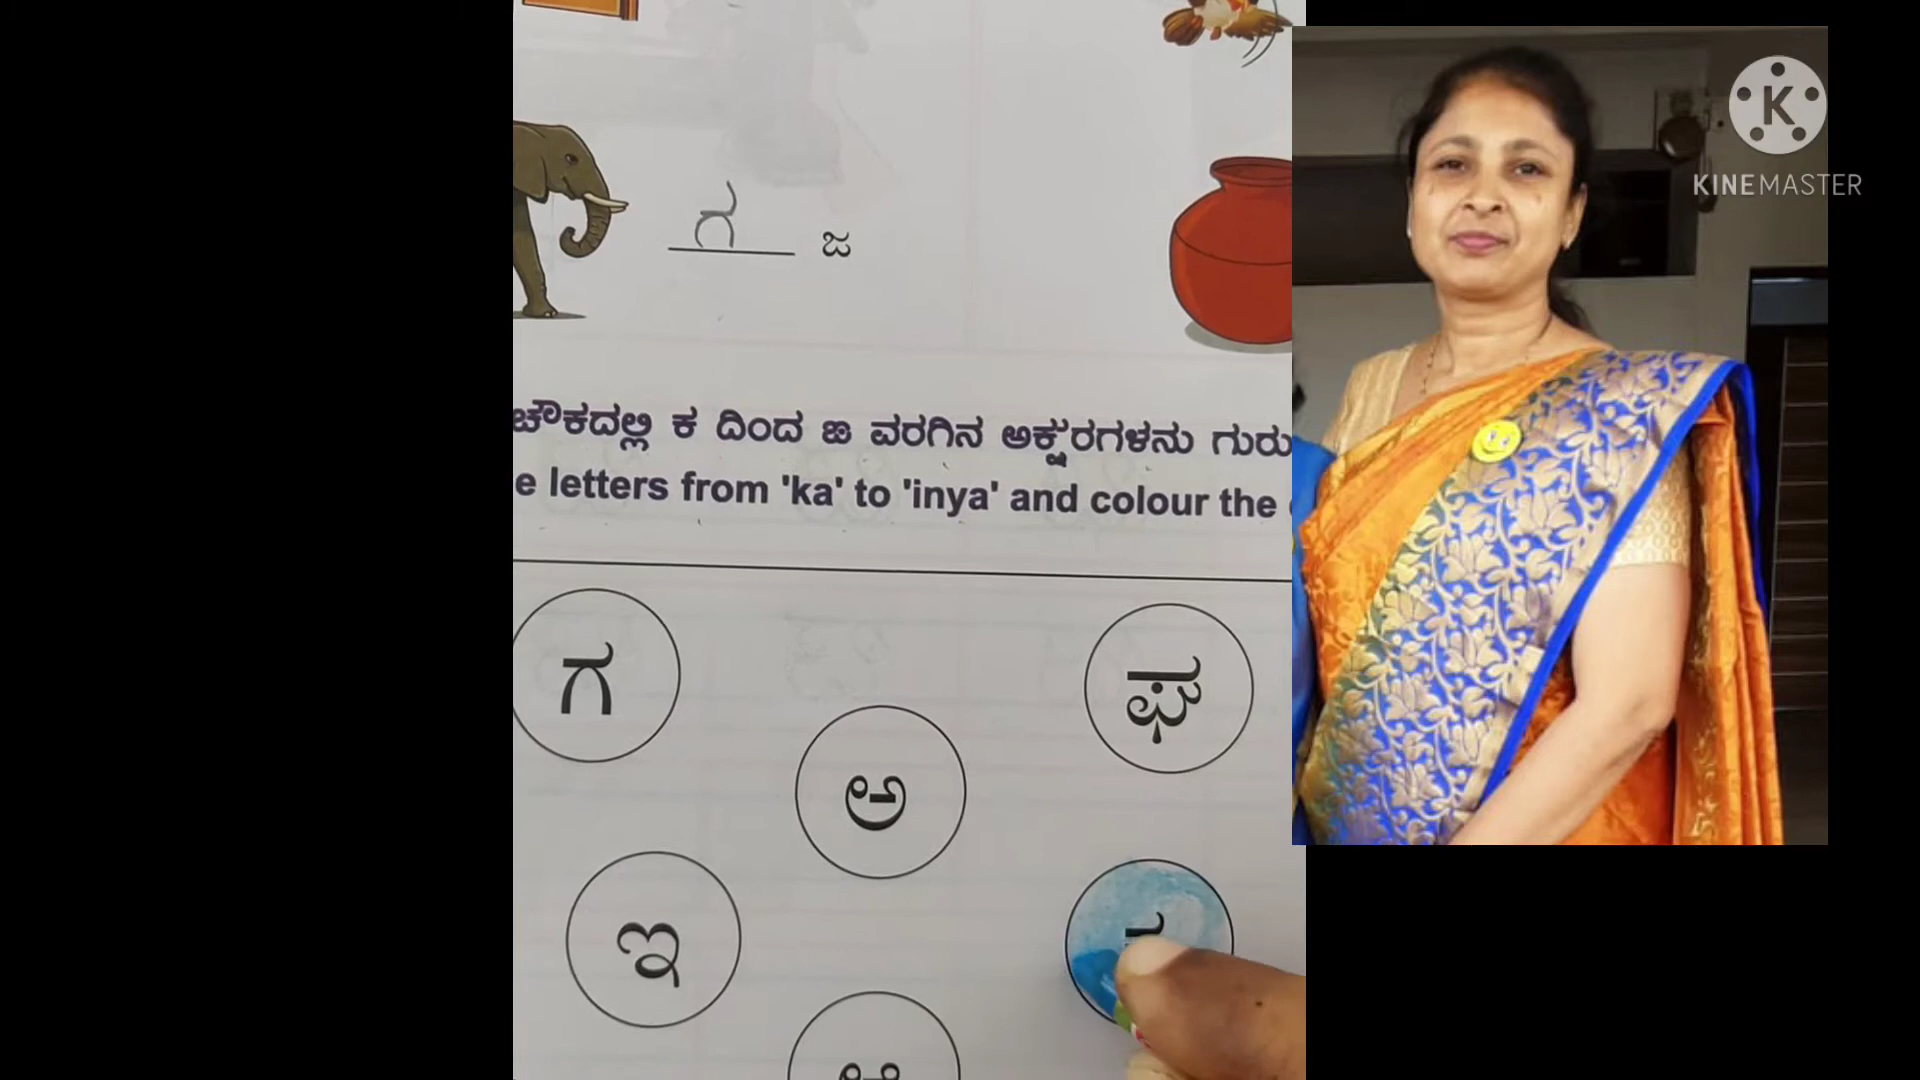 KINEMASTER
ಗ ಜ
ಚೌಕದಲ್ಲಿ ಕ ದಿಂದ ಙ ವರಗಿನ ಅಕ್ಷರಗಳನು ಗುರು
e letters from 'ka' to 'inya' and colour the
ಗ
ಘ
ಅ
ಇ